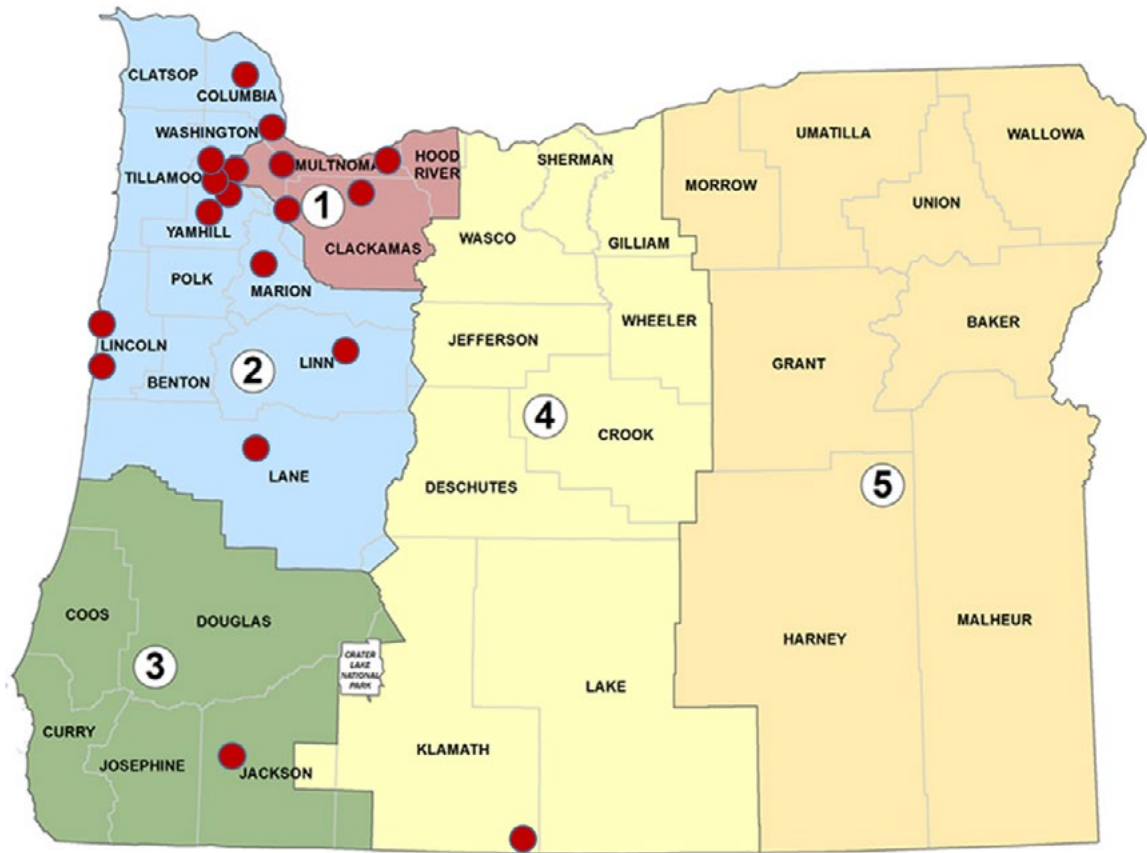 CLATSOP
COLUMBIA
WASHINGTON
TILLAMOO
MULTNOMA
HOOD
RIVER
1
YAMHILL
CLACKAMAS
POLK
MARION
LINCOLN
BENTON
2
LINN
LANE
SHERMAN
WASCO
GILLIAM
JEFFERSON
WHEELER
4
CROOK
DESCHUTES
UMATILLA
WALLOWA
MORROW
UNION
BAKER
GRANT
5
HARNEY
MALHEUR
COOS
DOUGLAS
3
CRATER
LAKE
NATIONAL
PARK
CURRY
JOSEPHINE
JACKSON
KLAMATH
LAKE